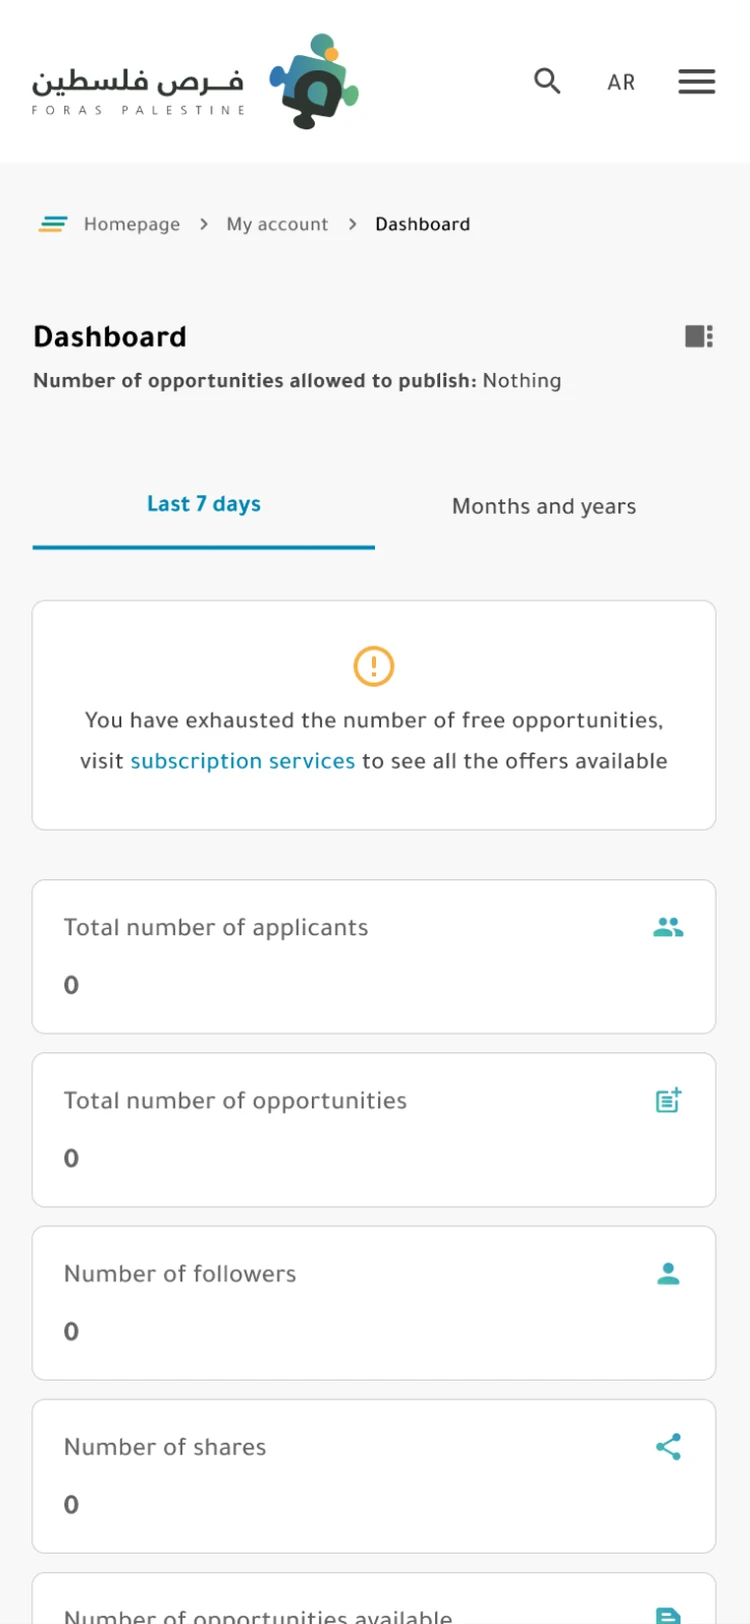 فـرص فلسطين
FORAS PALESTINE
AR
Homepage > My account > Dashboard
Dashboard
Number of opportunities allowed to publish: Nothing
Last 7 days
Months and years
You have exhausted the number of free opportunities,
visit subscription services to see all the offers available
Total number of applicants
0
Total number of opportunities
0
Number of followers
0
Number of shares
0
Number of opportunities available